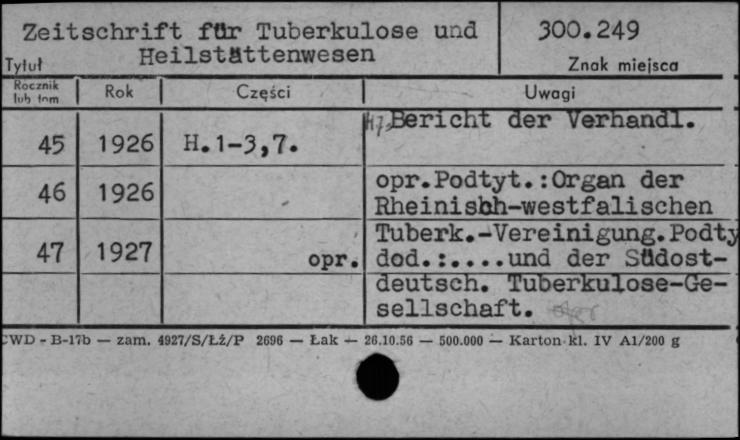 Zeitschrift für Tuberkulose und 300.249
Heilstättenwesen
Tytuł Znak miejsca
Rocznik lub tom Rok Części Uwagi
H7, Bericht der Verhandl.
45 1926 H.1-3,7.
46 1926 opr.Podtyt.:Organ der
Rheinisch-westfalischen
47 1927 Tuberk.-Vereinigung.Podty
opr. dod.:....und der Südost-
deutsch. Tuberkulose-Ge-
sellschaft.
CWD - B-17b — zam. 4927/S/ŁŻ/P 2696 — Łak — 26.10.56 — 500.000 — Karton kl. IV A1/200 g